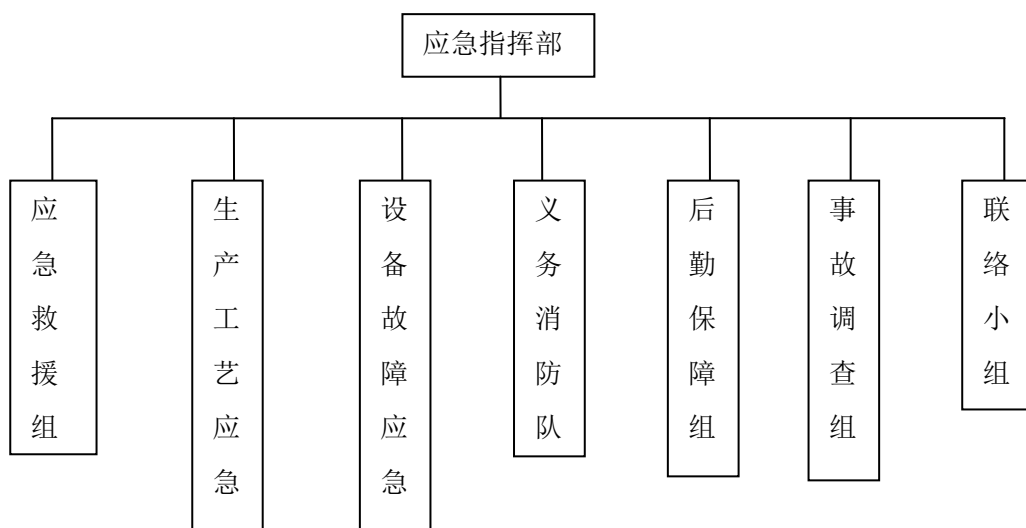 应急指挥部
应急救援组
生产工艺应急
设备故障应急
义务消防队
后勤保障组
事故调查组
联络小组